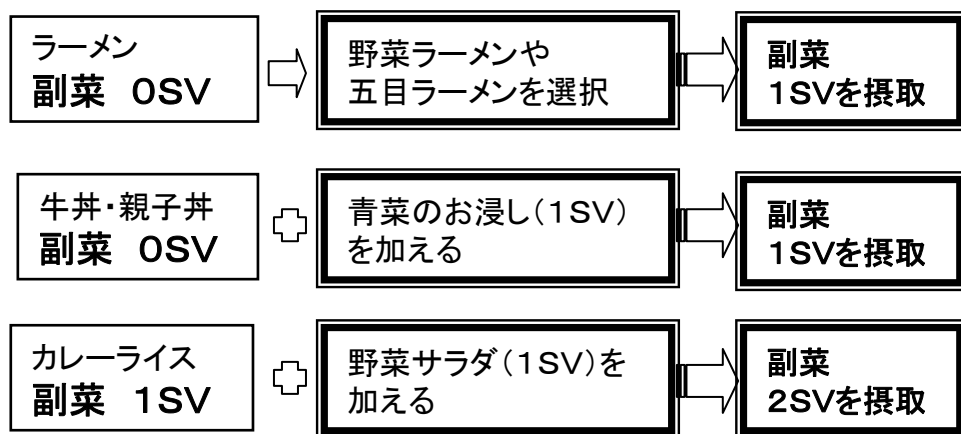 ラーメン
副菜　０SV
野菜ラーメンや
五目ラーメンを選択
副菜
１SVを摂取
牛丼・親子丼
副菜　０SV
青菜のお浸し（１SV）
を加える
副菜
１SVを摂取
カレーライス
副菜　１SV
野菜サラダ（１SV）を
加える
副菜
２SVを摂取